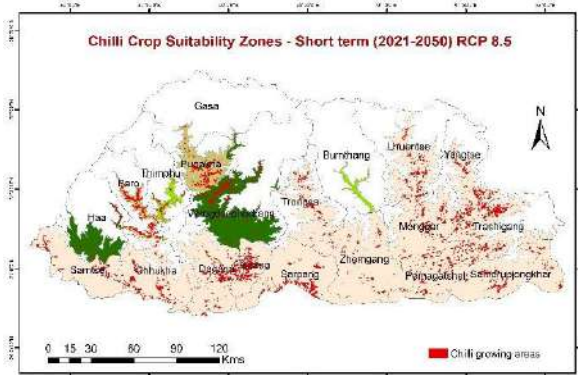 Chilli Crop Suitability Zones - Short term (2021-2050) RCP 8.5
Gasa
N
Punakha
Lhuentse
Yangtse
Bumthang
Thimphu
Paro
Trongsa
Haa
Mongar
Trashigang
Zhemgang
Samtse
Chhukha
Dagana
Sarpang
Pemagatshel
Samdrupjongkhar
0 15 30 60 90 120
Kms
Chilli growing areas